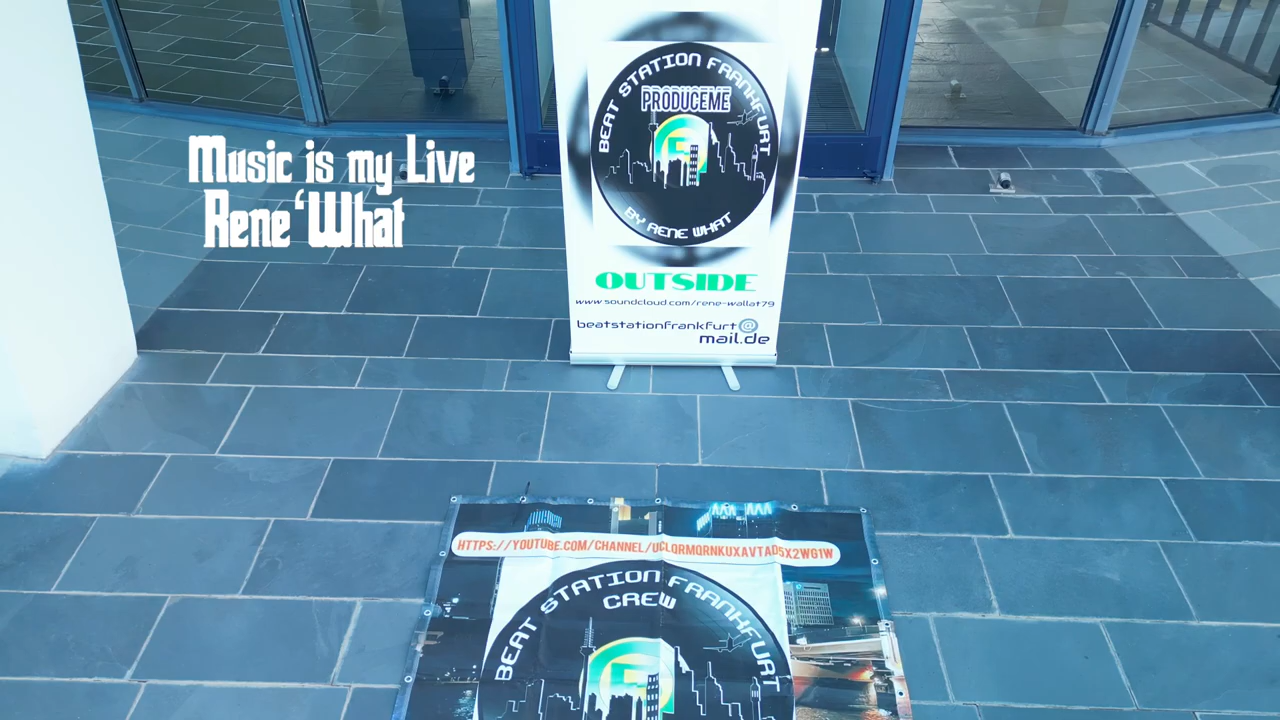 Music is my Live
Rene 'What
BEAT STATION FRANKFURT
PRODUCEME
BY RENE WHAT
OUTSIDE
www.soundcloud.com/rene-wallat79
beatstationfrankfurt@
mail.de
HTTPS://YOUTUBE.COM/CHANNEL/UCLQRMQRNKUXAVTAD5X2WG1W
BEAT STATION FRANKFURT
CREW